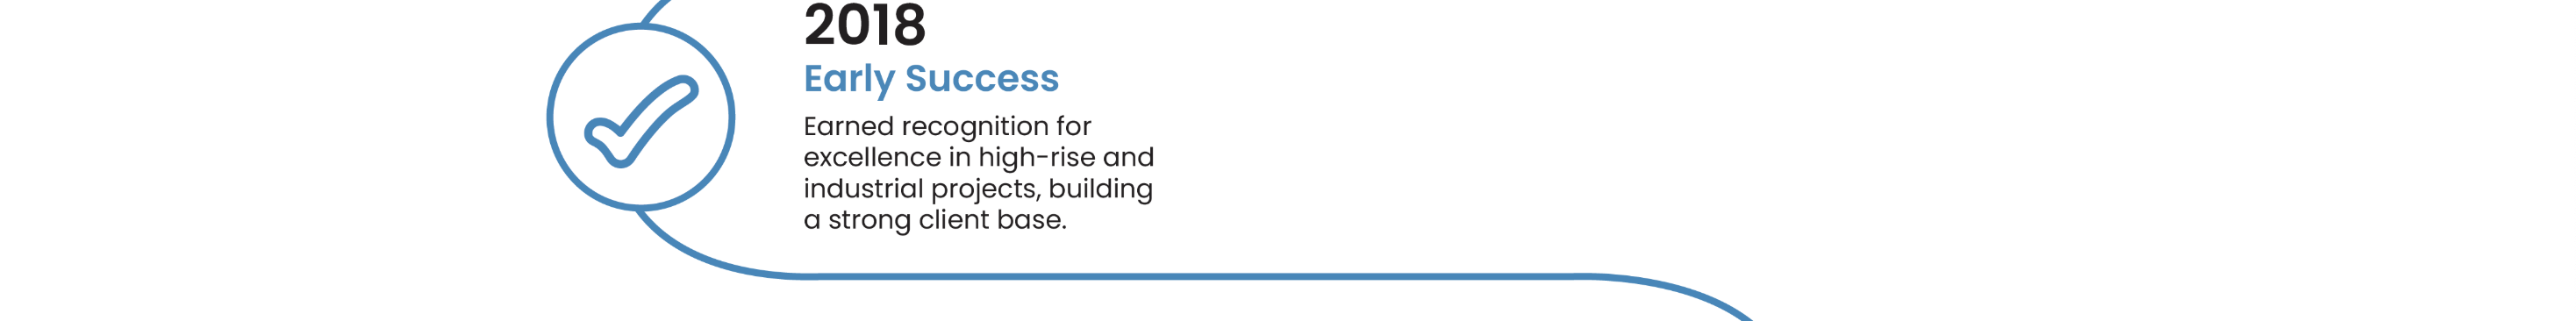 2018
Early Success
Earned recognition for
excellence in high-rise and
industrial projects, building
a strong client base.